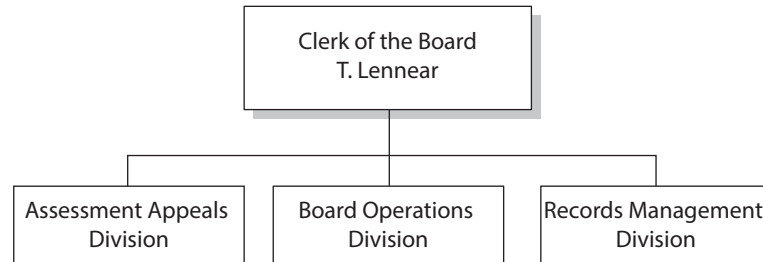 Clerk of the Board
T. Lennear
Assessment Appeals
Division
Board Operations
Division
Records Management
Division